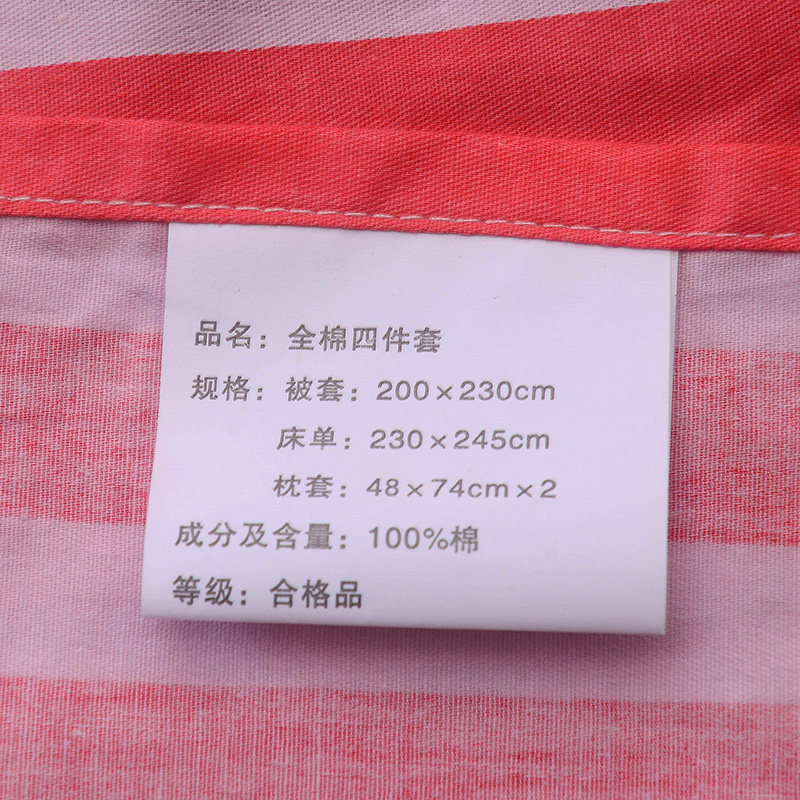 品名：全棉四件套
规格：被套：200×230cm
床单：230×245cm
枕套：48×74cm×2
成分及含量：100%棉
等级：合格品